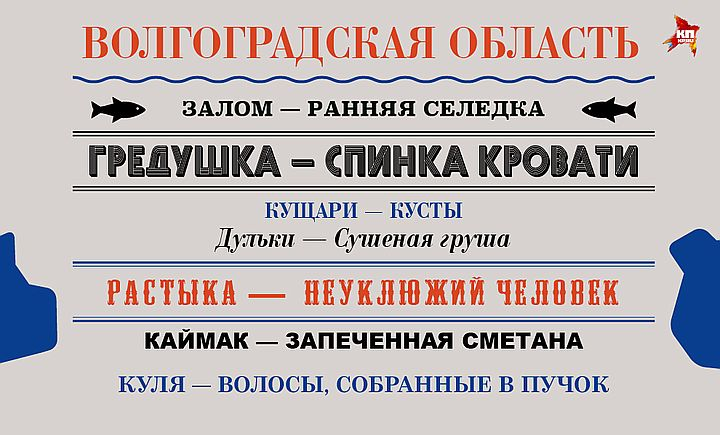 ВОЛГОГРАДСКАЯ ОБЛАСТЬ
КП
ЗАЛОМ — РАННЯЯ СЕЛЕДКА
ГРЕДУШКА — СПИНКА КРОВАТИ
КУЩАРИ — КУСТЫ
Дульки — Сушеная груша
РАСТЫКА — НЕУКЛЮЖИЙ ЧЕЛОВЕК
КАЙМАК — ЗАПЕЧЕННАЯ СМЕТАНА
КУЛЯ — ВОЛОСЫ, СОБРАННЫЕ В ПУЧОК